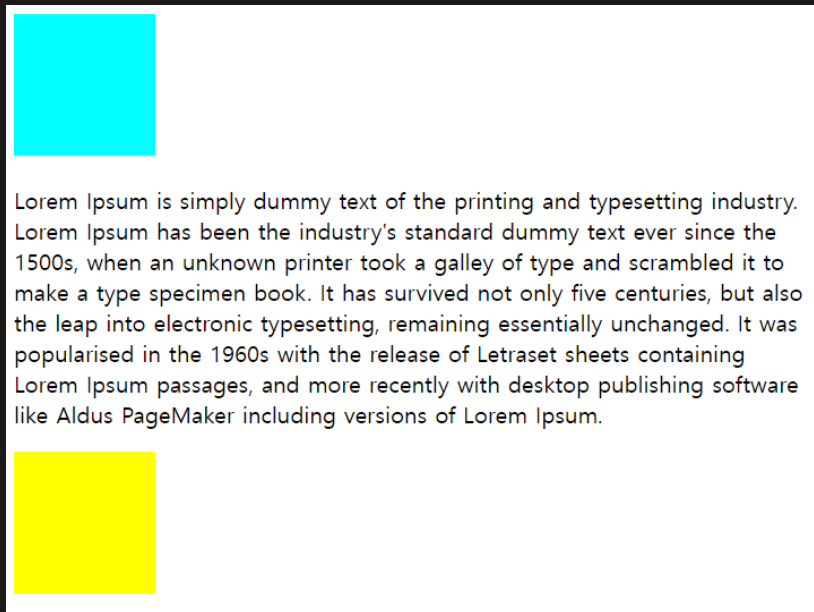 Lorem Ipsum is simply dummy text of the printing and typesetting industry.
Lorem Ipsum has been the industry's standard dummy text ever since the
1500s, when an unknown printer took a galley of type and scrambled it to
make a type specimen book. It has survived not only five centuries, but also
the leap into electronic typesetting, remaining essentially unchanged. It was
popularised in the 1960s with the release of Letraset sheets containing
Lorem Ipsum passages, and more recently with desktop publishing software
like Aldus PageMaker including versions of Lorem Ipsum.